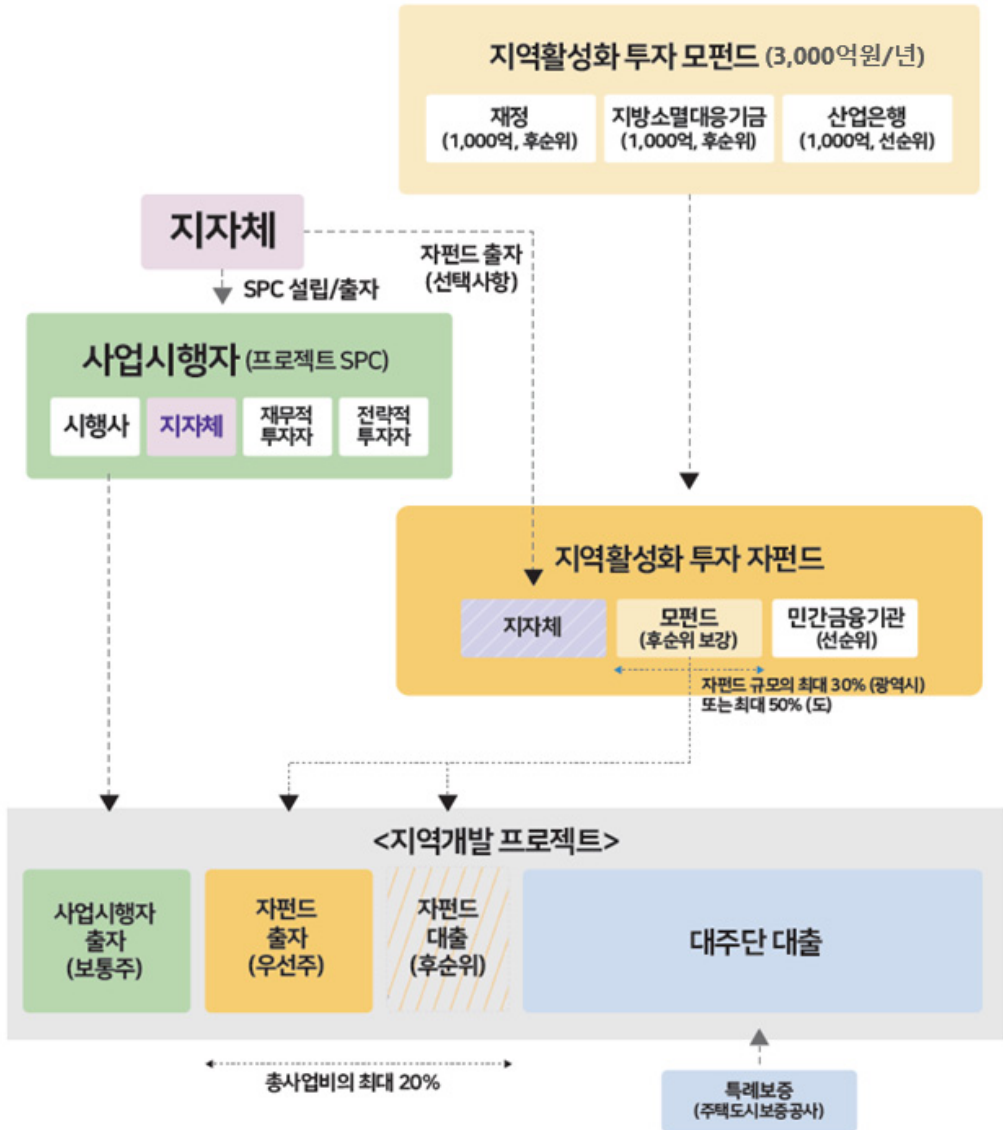 지역활성화 투자 모펀드 (3,000억원/년)
재정
(1,000억, 후순위)
지방소멸대응기금
(1,000억, 후순위)
산업은행
(1,000억, 선순위)
지자체
자펀드 출자
(선택사항)
SPC 설립/출자
사업시행자 (프로젝트 SPC)
시행사
지자체
재무적
투자자
전략적
투자자
지역활성화 투자 자펀드
지자체
모펀드
(후순위 보강)
민간금융기관
(선순위)
자펀드 규모의 최대 30% (광역시)
또는 최대 50% (도)
<지역개발 프로젝트>
사업시행자
출자
(보통주)
자펀드
출자
(우선주)
자펀드
대출
(후순위)
대주단 대출
총사업비의 최대 20%
특례보증
(주택도시보증공사)